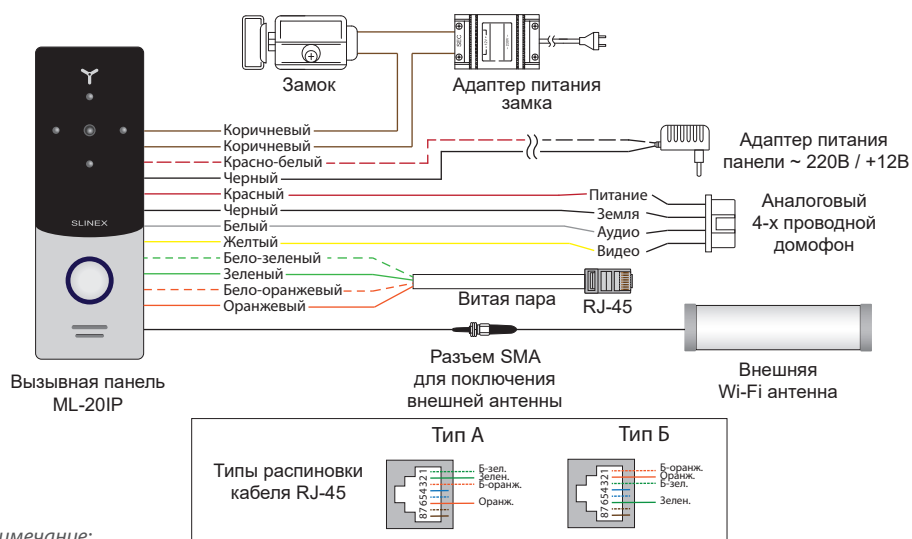 Замок
Адаптер питания
замка
SEC
Коричневый
Коричневый
Красно-белый
Черный
Красный
Черный
Белый
Желтый
Бело-зеленый
Зеленый
Бело-оранжевый
Оранжевый
SLINEX
Адаптер питания
панели ~ 220В / +12В
Питание
Земля
Аудио
Видео
Аналоговый
4-х проводной
домофон
Витая пара
RJ-45
Вызывная панель
ML-20IP
Разъем SMA
для поключения
внешней антенны
Внешняя
Wi-Fi антенна
Типы распиновки
кабеля RJ-45
Тип А
87654321
Б-зел.
Зелен.
Б-оранж.
Оранж.
Тип Б
87654321
Б-оранж.
Оранж.
Б-зел.
Зелен.
имечание: